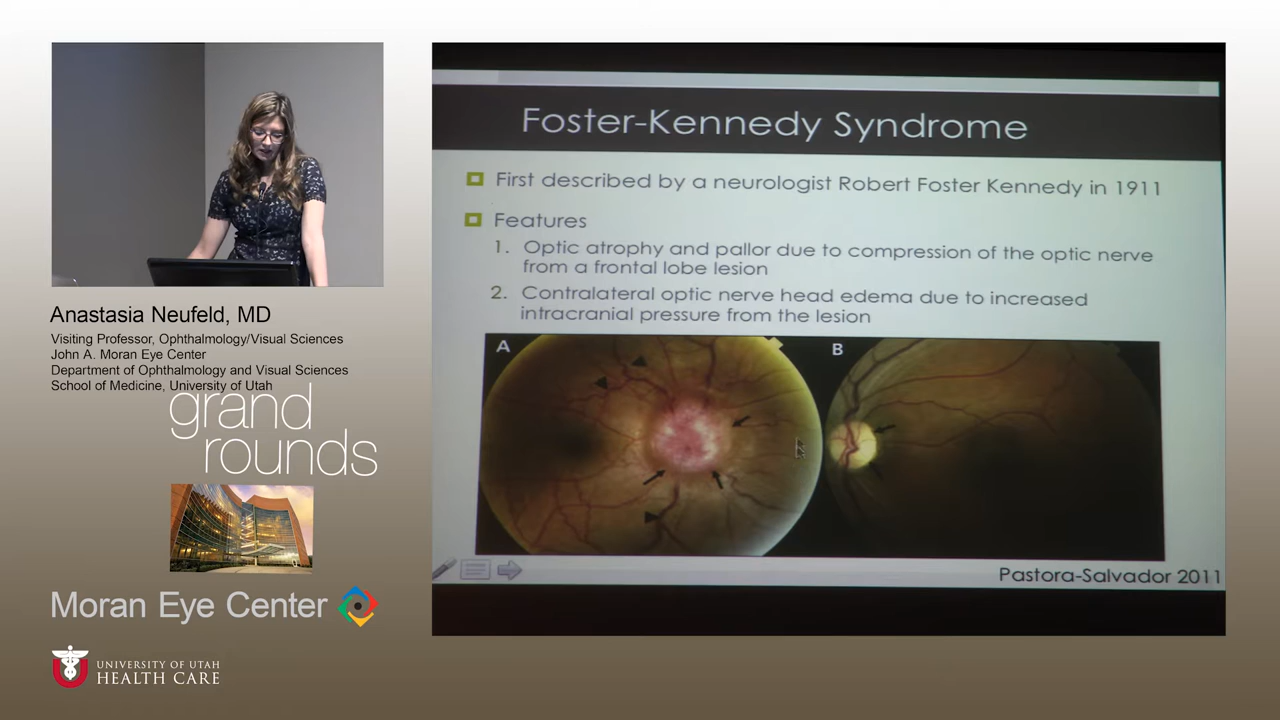 Anastasia Neufeld, MD
Visiting Professor, Ophthalmology/Visual Sciences
John A. Moran Eye Center
Department of Ophthalmology and Visual Sciences
School of Medicine, University of Utah
grand
rounds
Moran Eye Center
UNIVERSITY OF UTAH
HEALTH CARE
U
Foster-Kennedy Syndrome
First described by a neurologist Robert Foster Kennedy in 1911
Features
1. Optic atrophy and pallor due to compression of the optic nerve
from a frontal lobe lesion
2. Contralateral optic nerve head edema due to increased
intracranial pressure from the lesion
A
B
Pastora-Salvador 2011